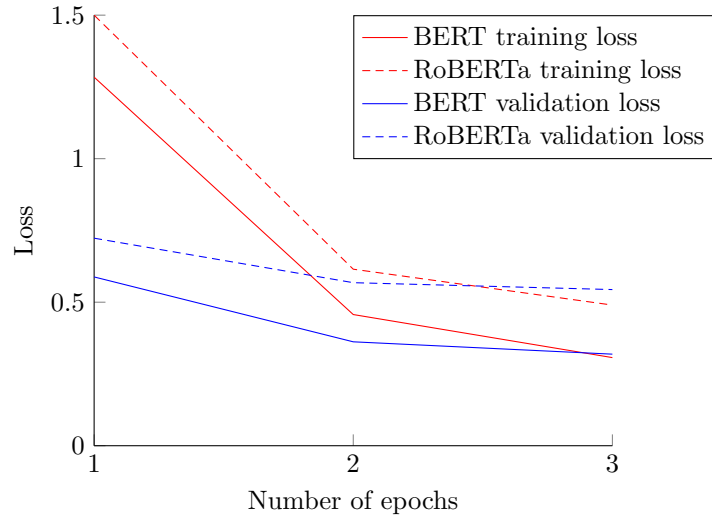 1.5
1
0.5
0
1
2
3
Loss
Number of epochs
BERT training loss
RoBERTa training loss
BERT validation loss
RoBERTa validation loss